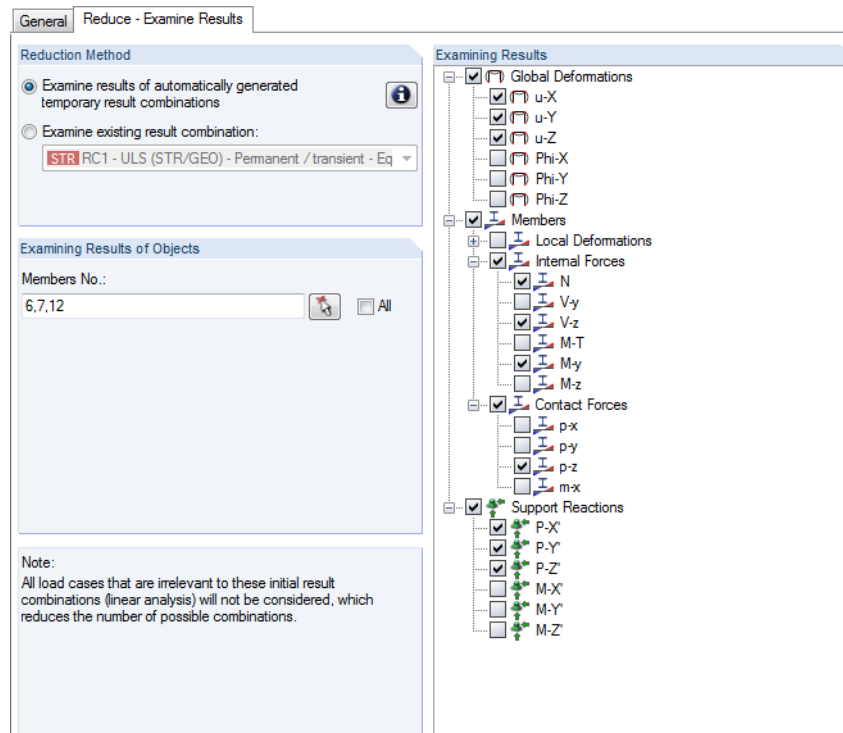 General
Reduce - Examine Results
Reduction Method
Examine results of automatically generated
temporary result combinations
Examine existing result combination:
STR RC1 - ULS (STR/GEO) - Permanent / transient - Eq
Examining Results of Objects
Members No.:
6,7,12
All
Note:
All load cases that are irrelevant to these initial result
combinations (linear analysis) will not be considered, which
reduces the number of possible combinations.
Examining Results
Global Deformations
u-X
u-Y
u-Z
Phi-X
Phi-Y
Phi-Z
Members
Local Deformations
Internal Forces
N
V-y
V-z
M-T
M-y
M-z
Contact Forces
p-x
p-y
p-z
m-x
Support Reactions
P-X'
P-Y'
P-Z'
M-X'
M-Y'
M-Z'